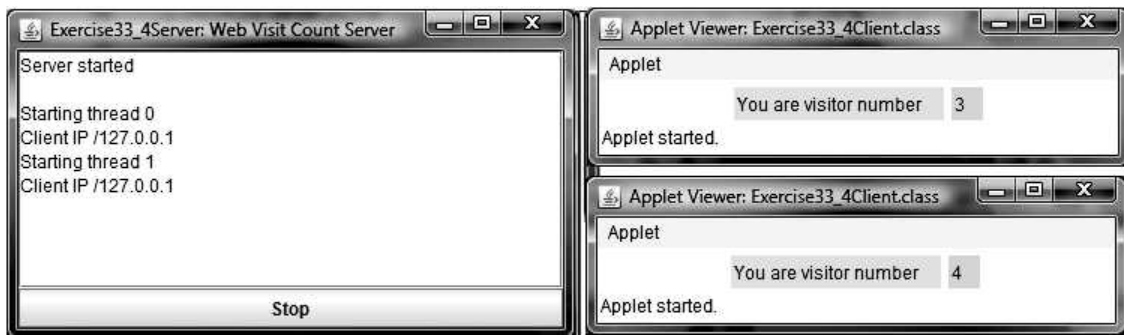 Exercise33_4Server: Web Visit Count Server
Server started
Starting thread 0
Client IP /127.0.0.1
Starting thread 1
Client IP /127.0.0.1
Stop
Applet Viewer: Exercise33_4Client.class
Applet
You are visitor number 3
Applet started.
Applet Viewer: Exercise33_4Client.class
Applet
You are visitor number 4
Applet started.